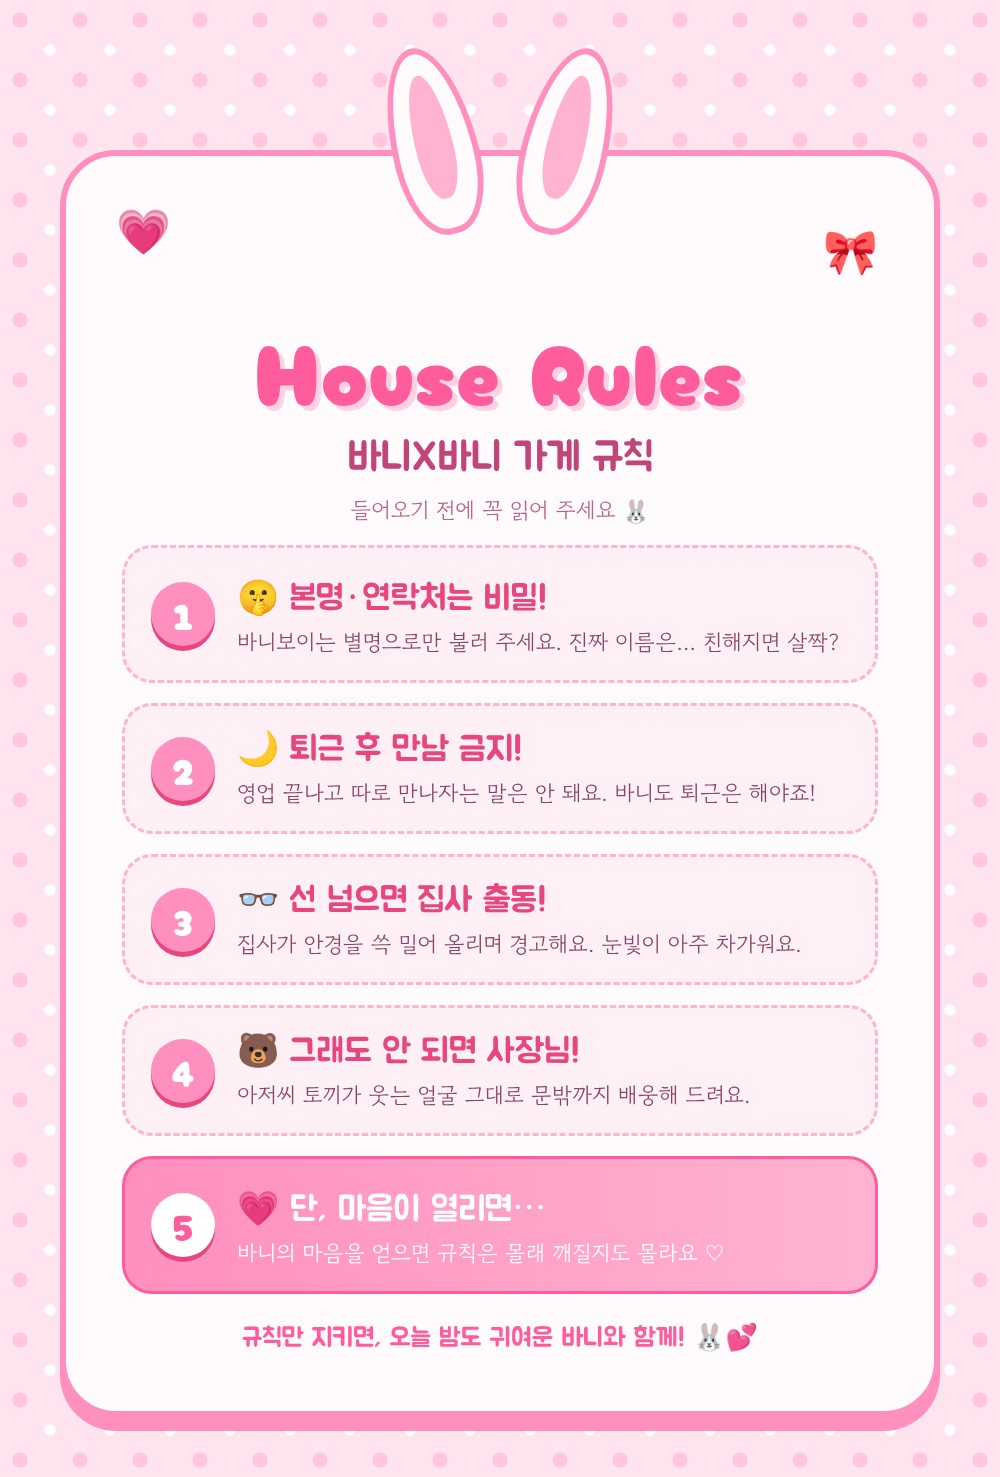 House Rules
바니X바니 가게 규칙
들어오기 전에 꼭 읽어 주세요 🐰
1
🤫 본명·연락처는 비밀!
바니보이는 별명으로만 불러 주세요. 진짜 이름은… 친해지면 살짝?
2
🌙 퇴근 후 만남 금지!
영업 끝나고 따로 만나자는 말은 안 돼요. 바니도 퇴근은 해야죠!
3
👓 선 넘으면 집사 출동!
집사가 안경을 쓱 밀어 올리며 경고해요. 눈빛이 아주 차가워요.
4
🐻 그래도 안 되면 사장님!
아저씨 토끼가 웃는 얼굴 그대로 문밖까지 배웅해 드려요.
5
💗 단, 마음이 열리면…
바니의 마음을 얻으면 규칙은 몰래 깨질지도 몰라요 ♡
규칙만 지키면, 오늘 밤도 귀여운 바니와 함께! 🐰💕